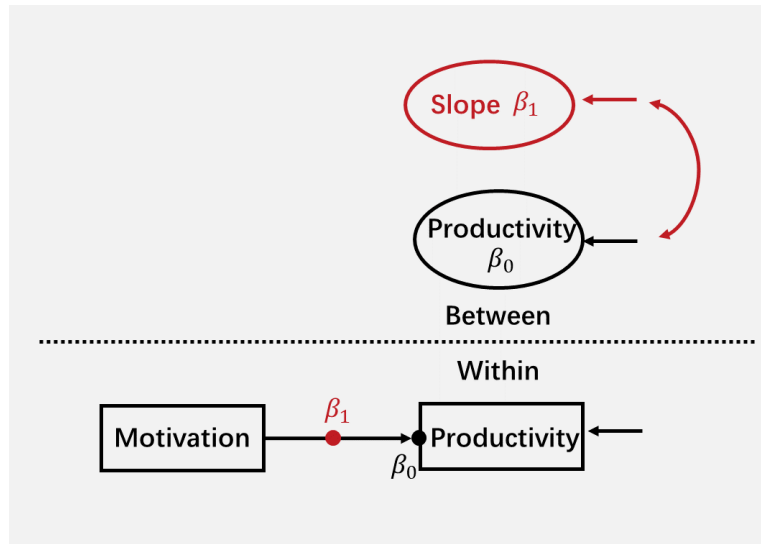 Slope β₁
Productivity
β₀
Between
Within
β₁
Motivation
Productivity
β₀